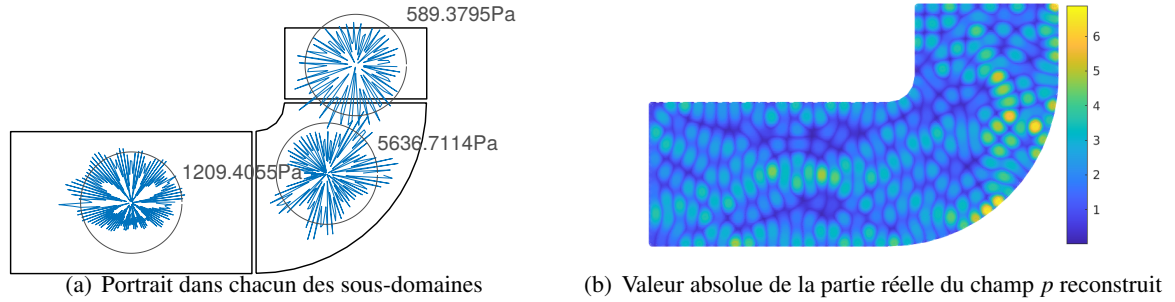 589.3795Pa
5636.7114Pa
1209.4055Pa
6
5
4
3
2
1
(a) Portrait dans chacun des sous-domaines
(b) Valeur absolue de la partie réelle du champ p reconstruit